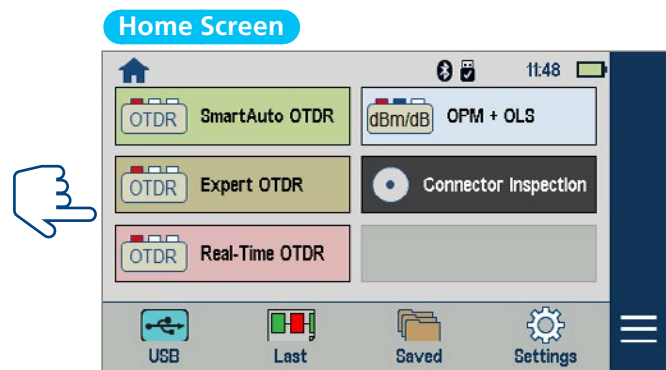 Home Screen
11:48
OTDR SmartAuto OTDR
dBm/dB OPM + OLS
OTDR Expert OTDR
Connector Inspection
OTDR Real-Time OTDR
USB Last Saved Settings